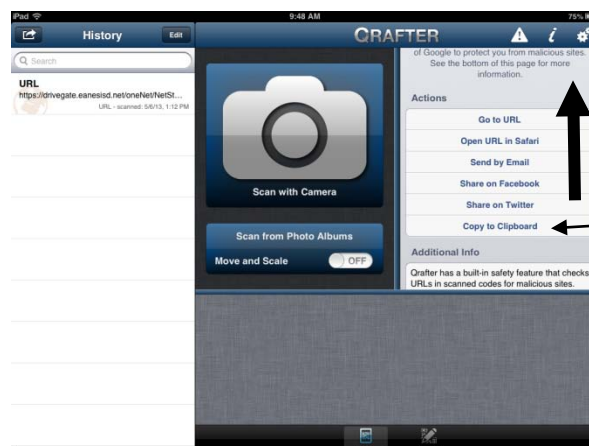 iPad 9:48 AM 75%
History Edit QRAFTER
Search
URL
https://drivegate.eanesisd.net/oneNet/NetSt...
URL - scanned: 5/6/13, 1:12 PM
Scan with Camera
Scan from Photo Albums
Move and Scale OFF
of Google to protect you from malicious sites.
See the bottom of this page for more
information.
Actions
Go to URL
Open URL in Safari
Send by Email
Share on Facebook
Share on Twitter
Copy to Clipboard
Additional Info
Qrafter has a built-in safety feature that checks
URLs in scanned codes for malicious sites.